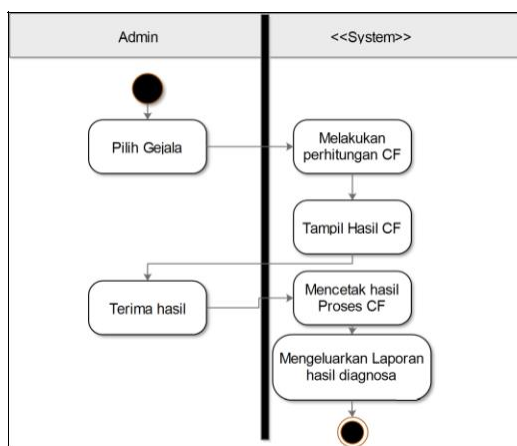 Admin
<<System>>
Pilih Gejala
Melakukan
perhitungan CF
Tampil Hasil CF
Terima hasil
Mencetak hasil
Proses CF
Mengeluarkan Laporan
hasil diagnosa